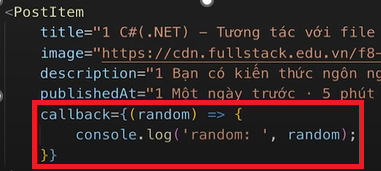 <PostItem
title="1 C#(.NET) – Tương tác với file
image="https://cdn.fullstack.edu.vn/f8-
description="1 Bạn có kiến thức ngôn ng
publishedAt="1 Một ngày trước · 5 phút
callback={(random) => {
console.log('random: ', random);
}}